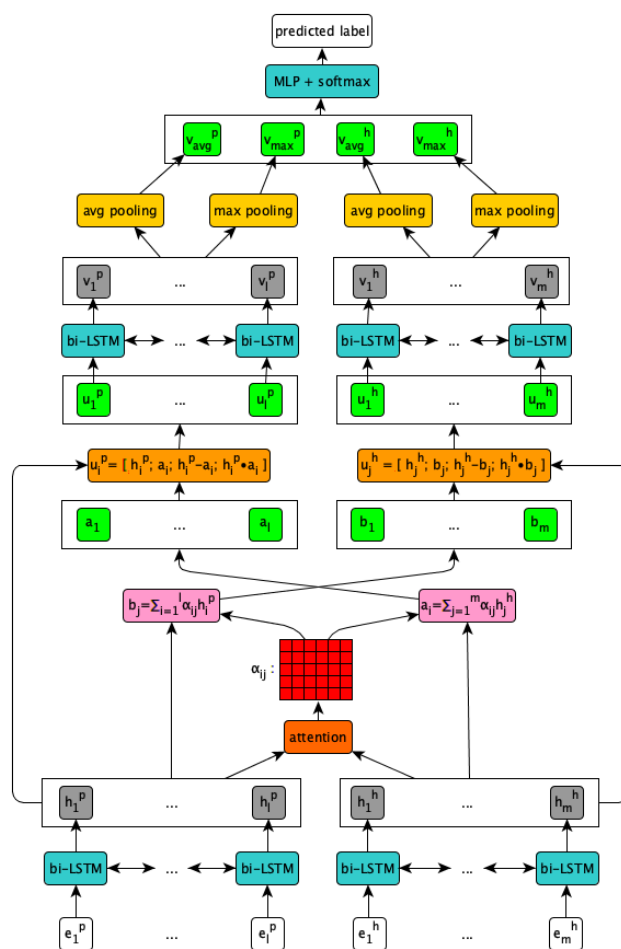 predicted label
MLP + softmax
v_avg^p v_max^p v_avg^h v_max^h
avg pooling max pooling avg pooling max pooling
v_1^p ... v_l^p v_1^h ... v_m^h
bi-LSTM ... bi-LSTM bi-LSTM ... bi-LSTM
u_1^p ... u_l^p u_1^h ... u_m^h
u_i^p = [ h_i^p; a_i; h_i^p-a_i; h_i^p•a_i ] u_j^h = [ h_j^h; b_j; h_j^h-b_j; h_j^h•b_j ]
a_1 ... a_l b_1 ... b_m
b_j=∑_{i=1}^l α_ij h_i^p a_i=∑_{j=1}^m α_ij h_j^h
α_ij :
attention
h_1^p ... h_l^p h_1^h ... h_m^h
bi-LSTM ... bi-LSTM bi-LSTM ... bi-LSTM
e_1^p ... e_l^p e_1^h ... e_m^h